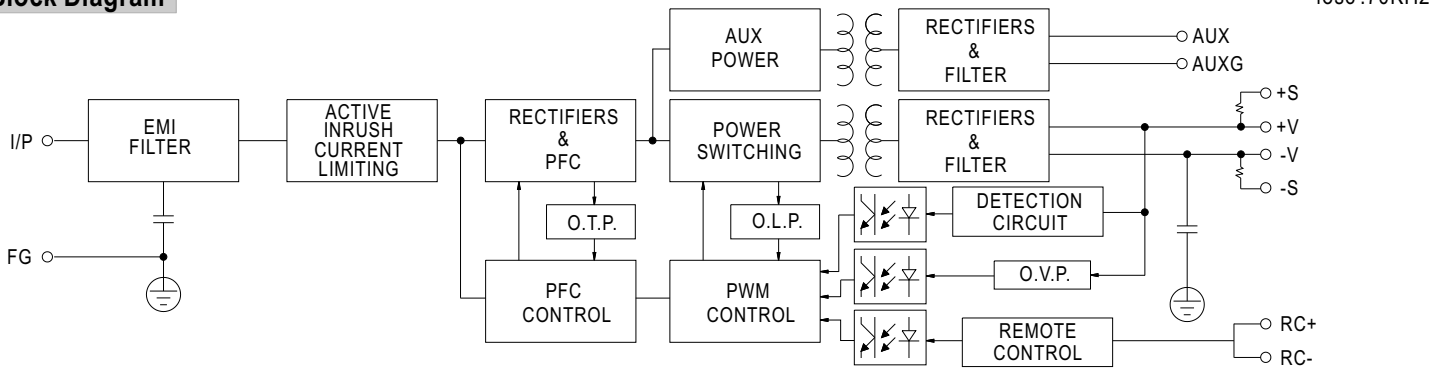 Block Diagram
AUX
POWER
RECTIFIERS
&
FILTER
AUX
AUXG
I/P
EMI
FILTER
ACTIVE
INRUSH
CURRENT
LIMITING
RECTIFIERS
&
PFC
POWER
SWITCHING
RECTIFIERS
&
FILTER
+S
+V
-V
-S
O.T.P.
O.L.P.
DETECTION
CIRCUIT
FG
PFC
CONTROL
PWM
CONTROL
O.V.P.
REMOTE
CONTROL
RC+
RC-